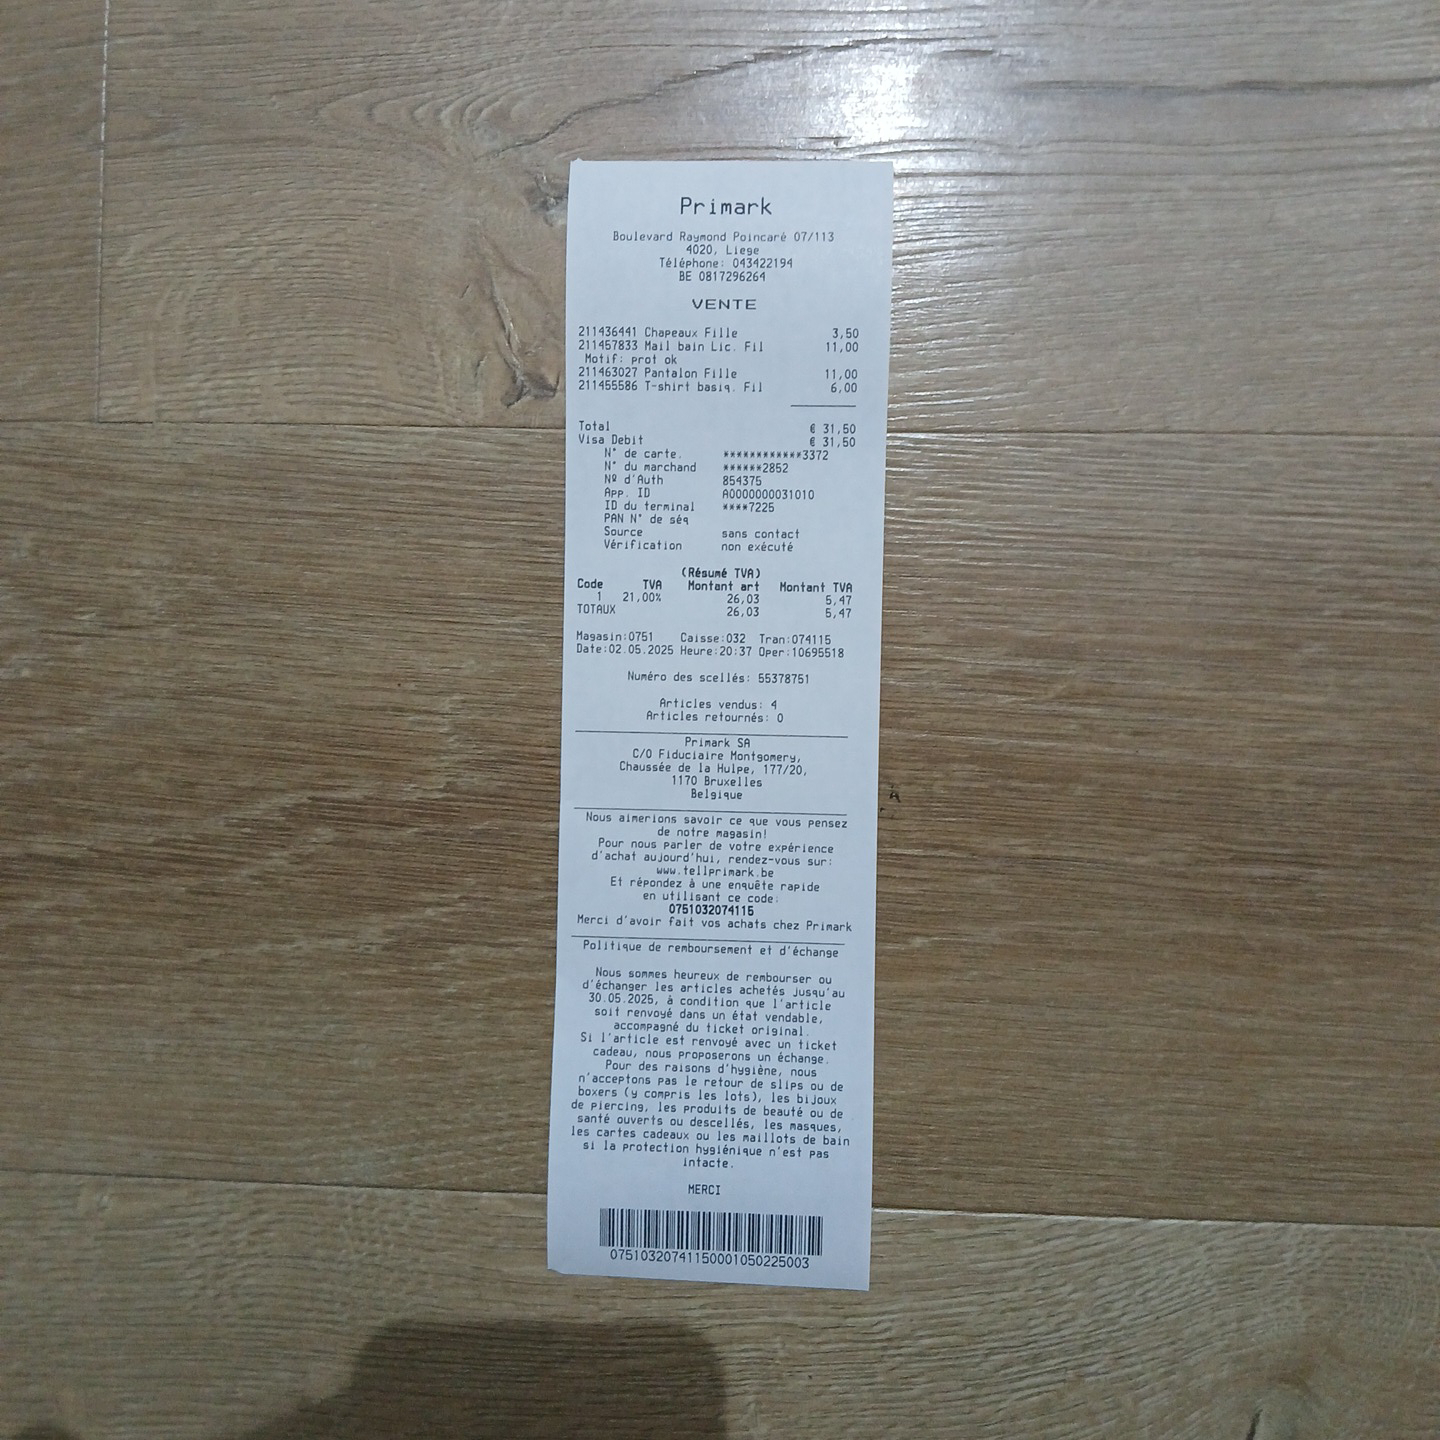 Primark
Boulevard Raymond Poincaré 07/113
4020, Liege
Téléphone: 043422194
BE 0817296264
VENTE
211436441 Chapeaux Fille 3,50
211457833 Mail bain Lic. Fil 11,00
Motif: prot ok
211463027 Pantalon Fille 11,00
211455586 T-shirt basiq. Fil 6,00
Total € 31,50
Visa Debit € 31,50
N° de carte. ************3372
N° du marchand ******2852
Nº d'Auth 854375
App. ID A0000000031010
ID du terminal ****7225
PAN N° de séq
Source sans contact
Vérification non exécuté
(Résumé TVA)
Code TVA Montant art Montant TVA
1 21,00% 26,03 5,47
TOTAUX 26,03 5,47
Magasin:0751 Caisse:032 Tran:074115
Date:02.05.2025 Heure:20:37 Oper:10695518
Numéro des scellés: 55378751
Articles vendus: 4
Articles retournés: 0
Primark SA
C/O Fiduciaire Montgomery,
Chaussée de la Hulpe, 177/20,
1170 Bruxelles
Belgique
Nous aimerions savoir ce que vous pensez
de notre magasin!
Pour nous parler de votre expérience
d'achat aujourd'hui, rendez-vous sur:
www.tellprimark.be
Et répondez à une enquête rapide
en utilisant ce code:
0751032074115
Merci d'avoir fait vos achats chez Primark
Politique de remboursement et d'échange
Nous sommes heureux de rembourser ou
d'échanger les articles achetés jusqu'au
30.05.2025, à condition que l'article
soit renvoyé dans un état vendable,
accompagné du ticket original.
Si l'article est renvoyé avec un ticket
cadeau, nous proposerons un échange.
Pour des raisons d'hygiène, nous
n'acceptons pas le retour de slips ou de
boxers (y compris les lots), les bijoux
de piercing, les produits de beauté ou de
santé ouverts ou descellés, les masques,
les cartes cadeaux ou les maillots de bain
si la protection hygiénique n'est pas
intacte.
MERCI
07510320741150001050225003